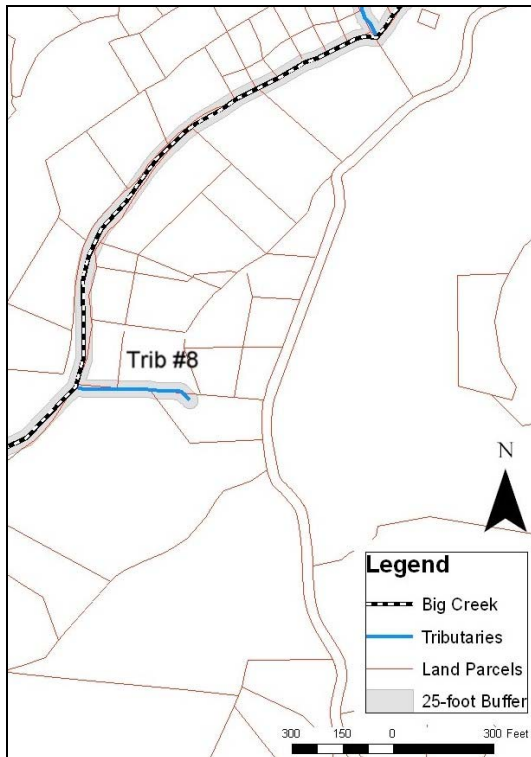 Trib #8
N
Legend
Big Creek
Tributaries
Land Parcels
25-foot Buffer
300 150 0 300 Feet